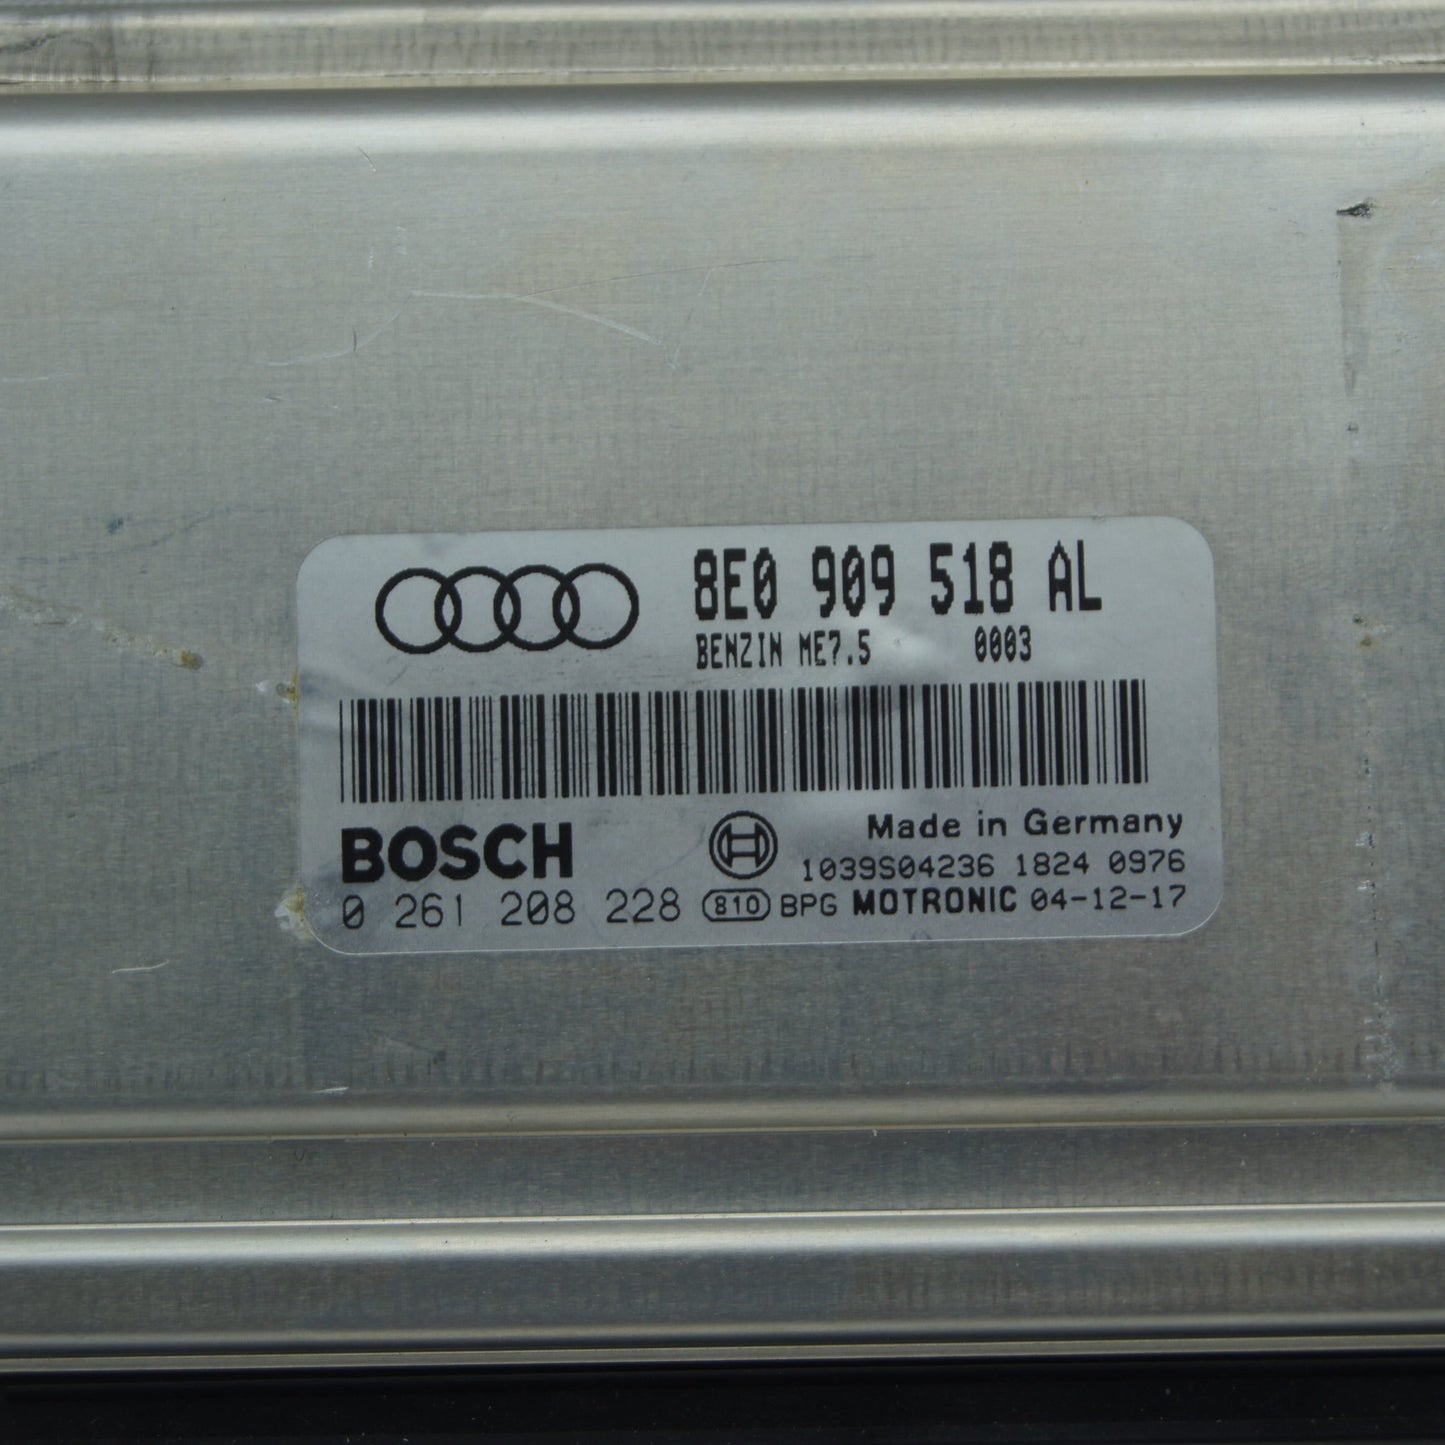 8E0 909 518 AL
BENZIN ME7.5 0003
BOSCH
Made in Germany
1039S04236 1824 0976
0 261 208 228 810 BPG MOTRONIC 04-12-17